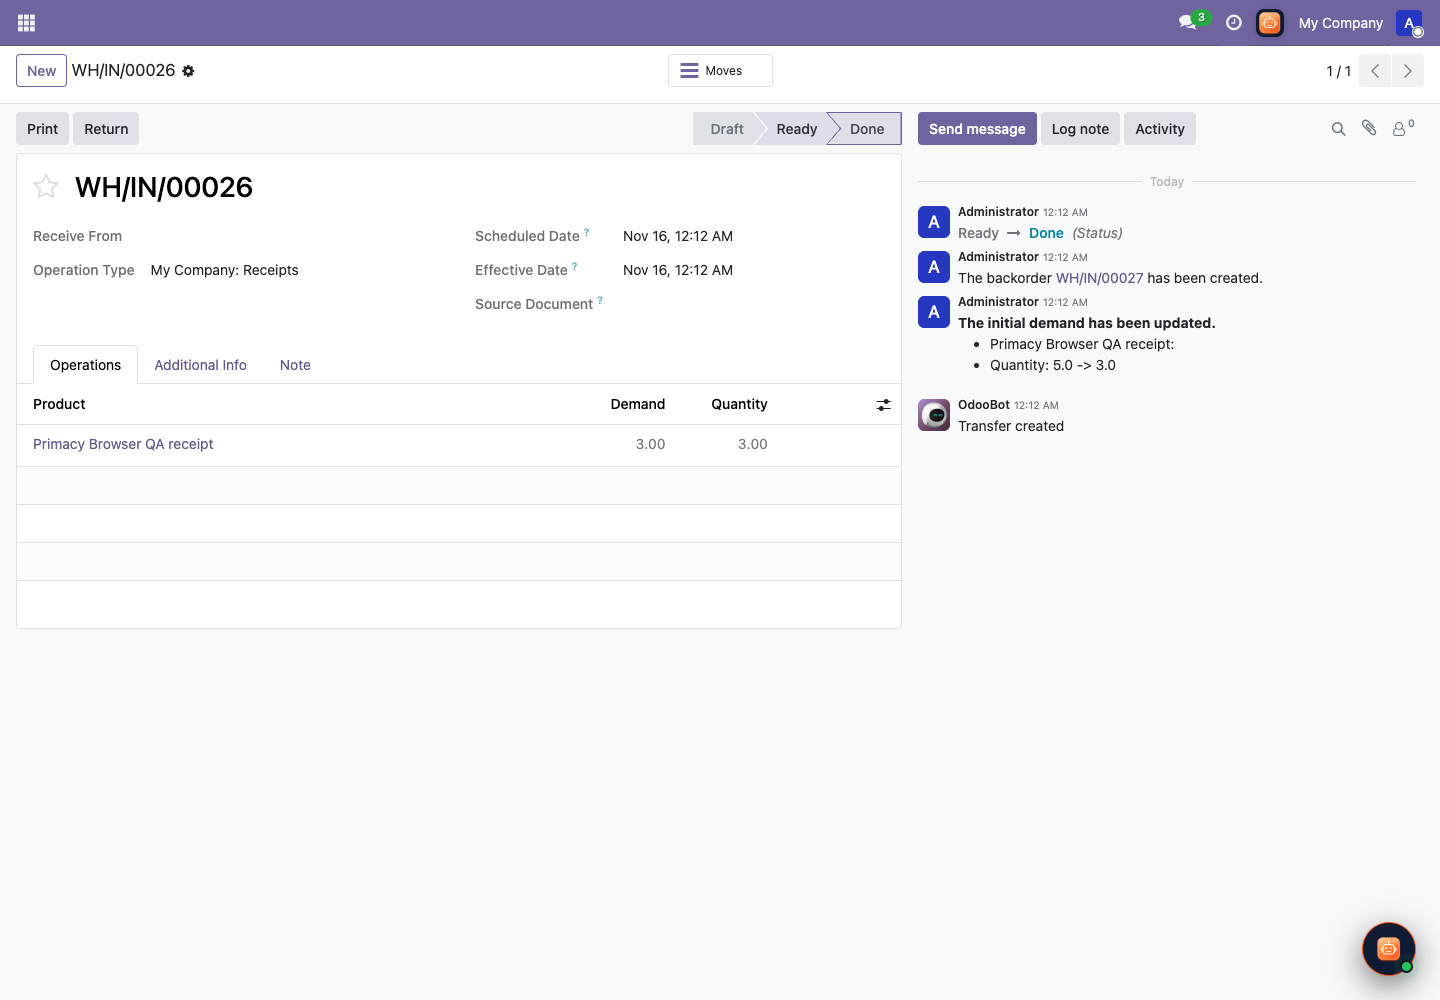 3
My Company
A
New
WH/IN/00026
Moves
1 / 1
Print
Return
Draft
Ready
Done
Send message
Log note
Activity
0
WH/IN/00026
Receive From
Operation Type
My Company: Receipts
Scheduled Date ?
Nov 16, 12:12 AM
Effective Date ?
Nov 16, 12:12 AM
Source Document ?
Operations
Additional Info
Note
Product
Demand
Quantity
Primacy Browser QA receipt
3.00
3.00
Today
A
Administrator 12:12 AM
Ready → Done (Status)
A
Administrator 12:12 AM
The backorder WH/IN/00027 has been created.
A
Administrator 12:12 AM
The initial demand has been updated.
• Primacy Browser QA receipt:
• Quantity: 5.0 -> 3.0
OdooBot 12:12 AM
Transfer created